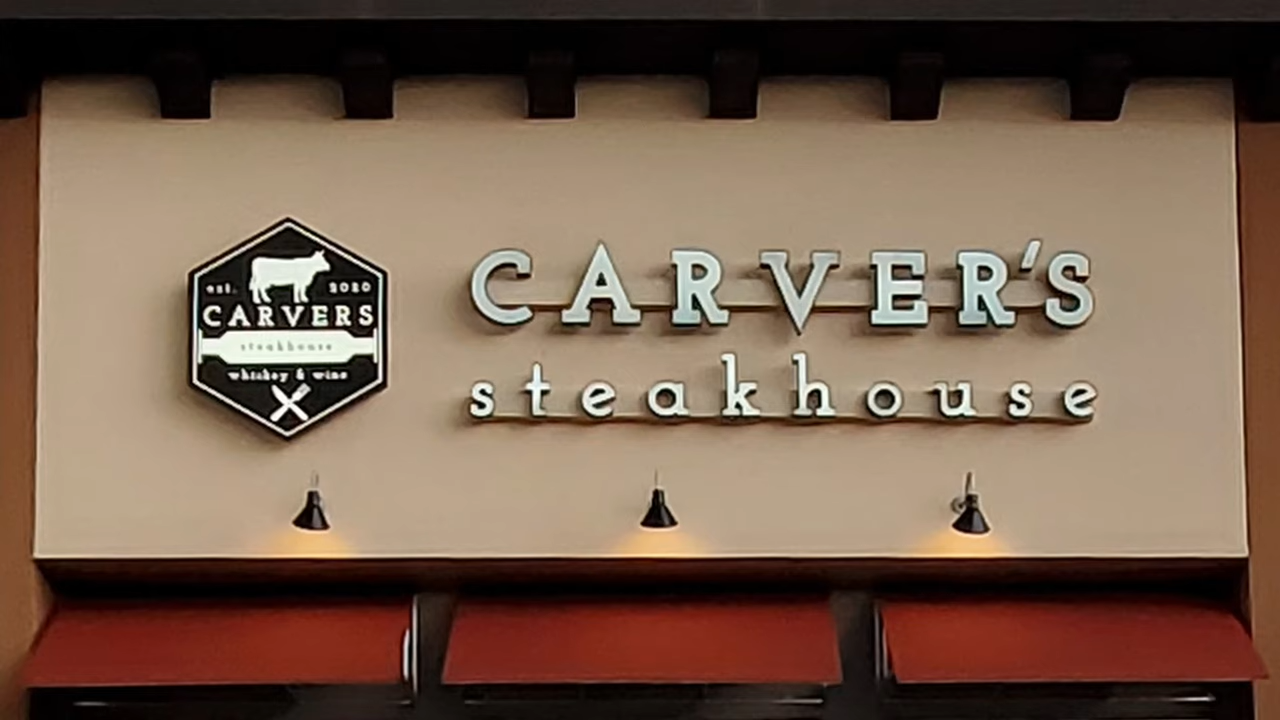 est. 2020
CARVERS
steakhouse
whiskey & wine
CARVER'S
steakhouse